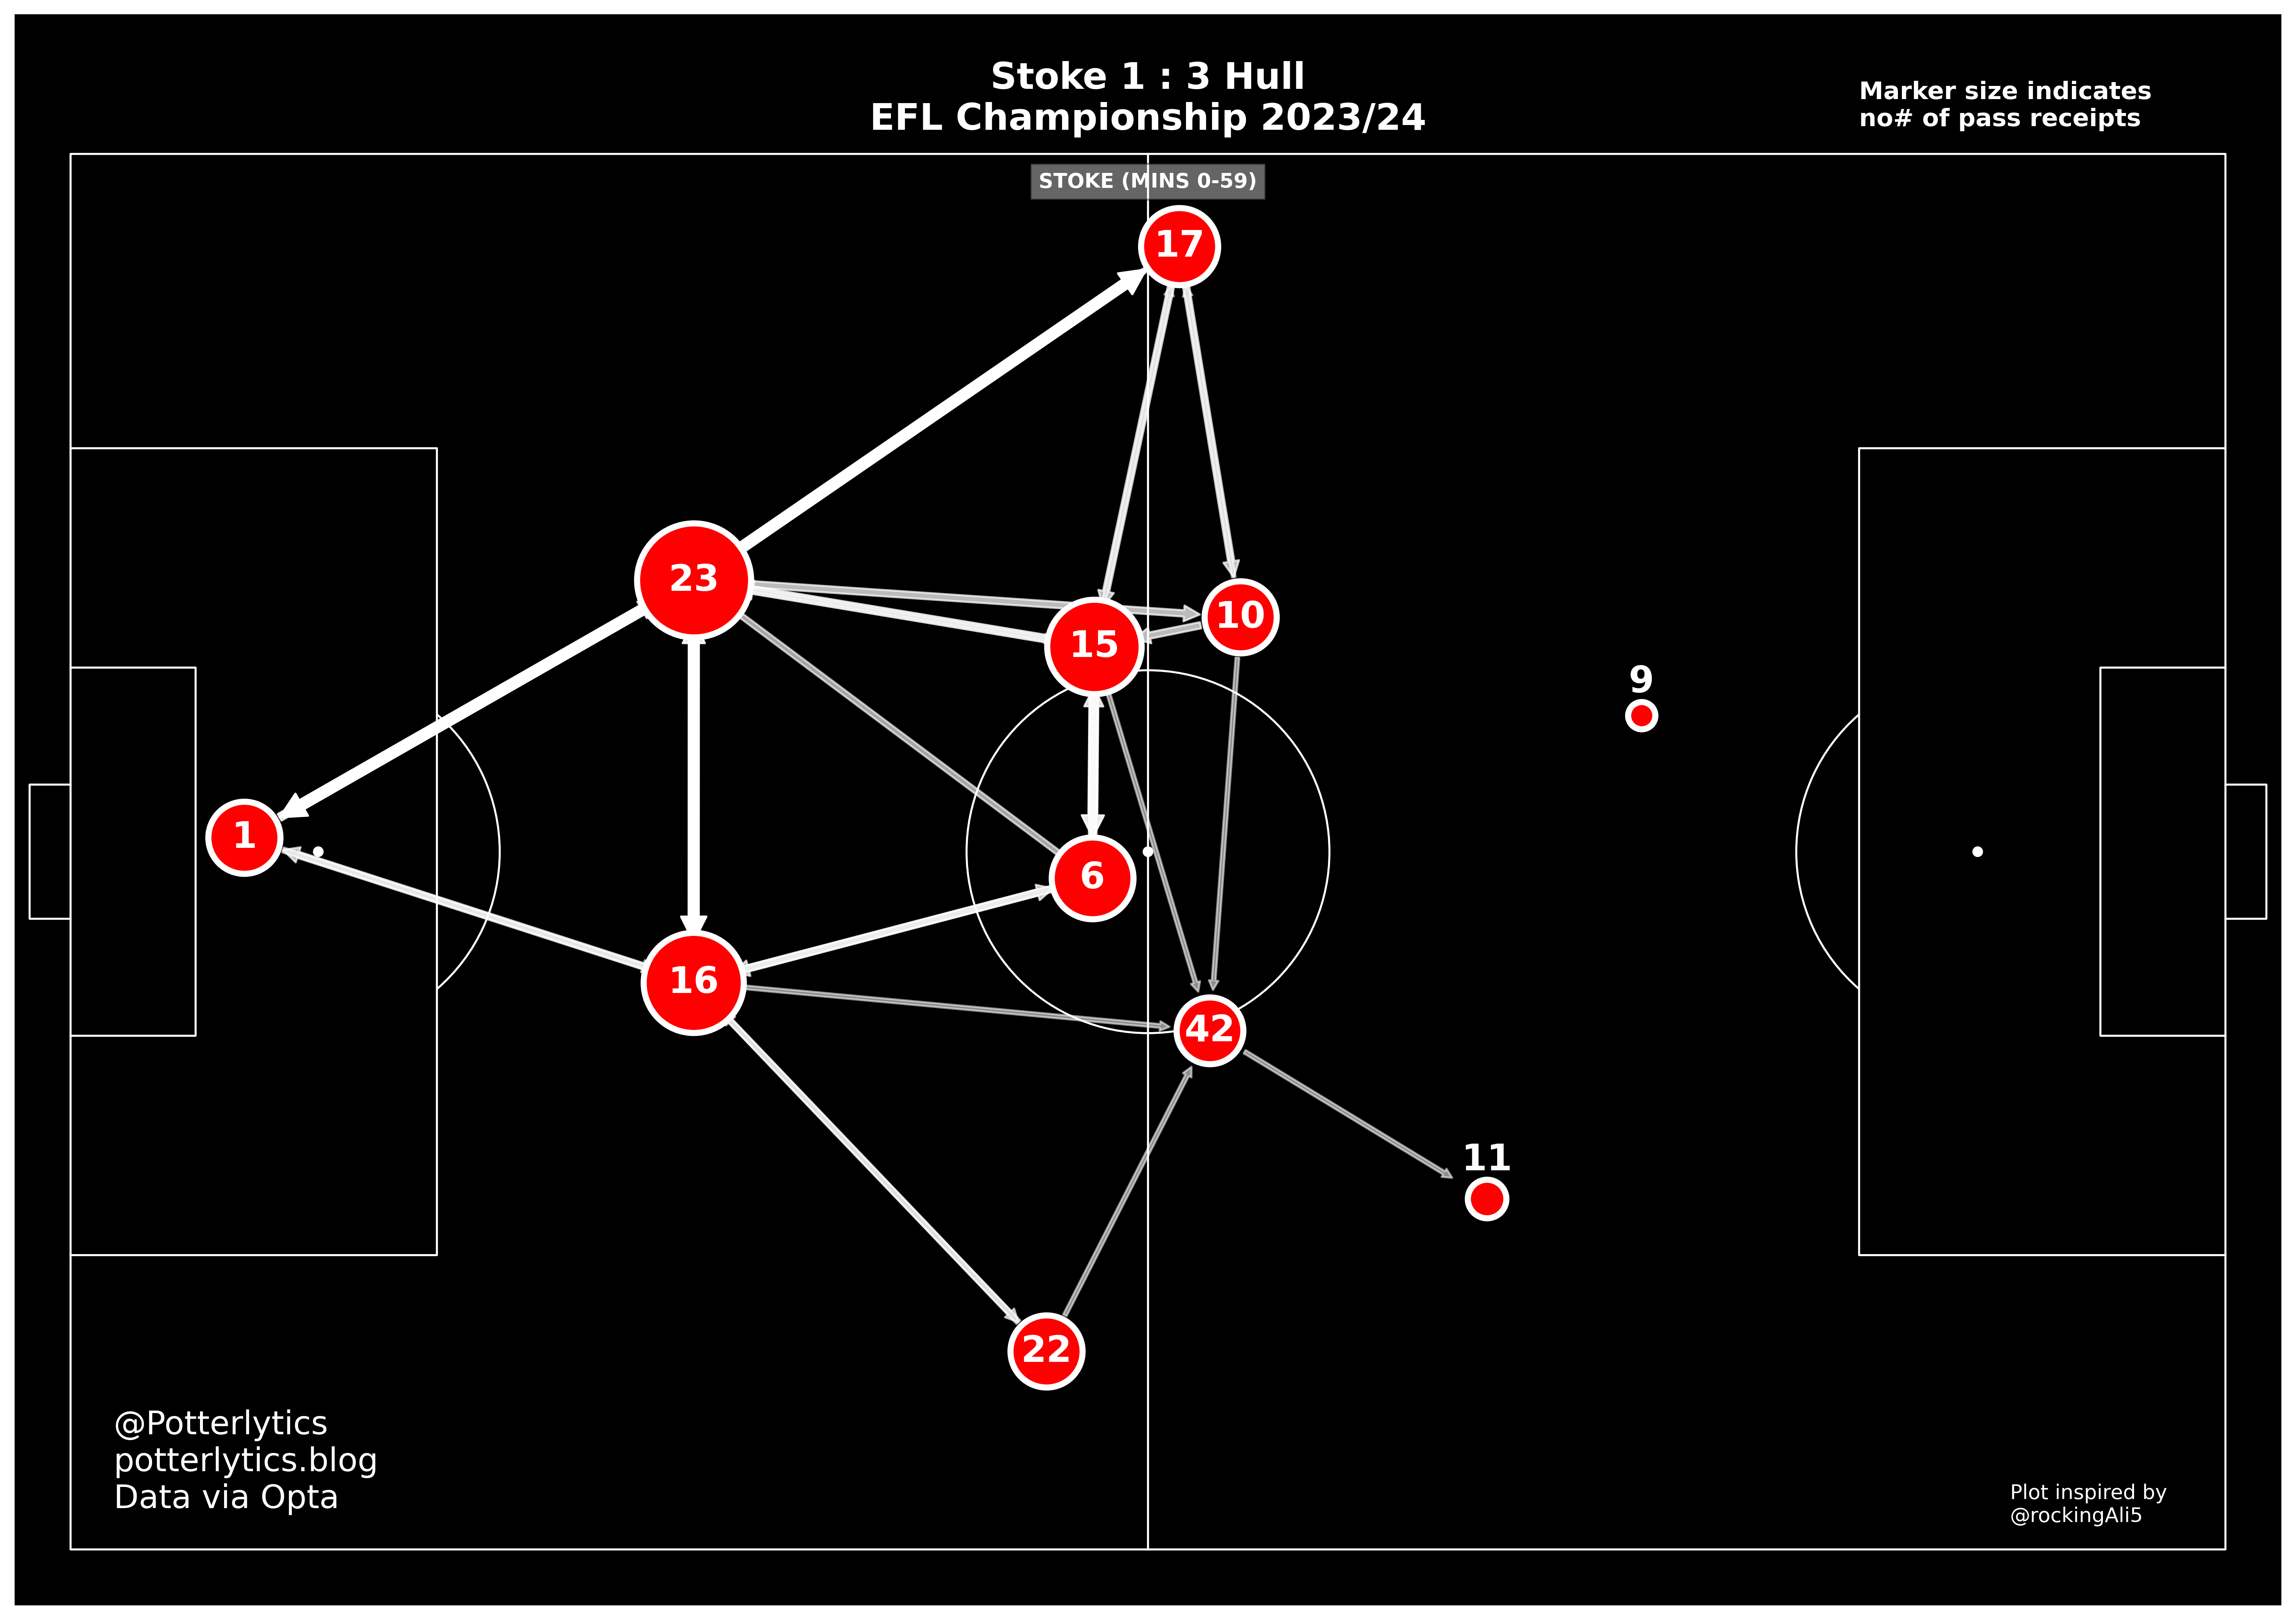 Stoke 1 : 3 Hull
EFL Championship 2023/24
Marker size indicates
no# of pass receipts
STOKE (MINS 0-59)
17
23
10
15
9
1
6
16
42
11
22
@Potterlytics
potterlytics.blog
Data via Opta
Plot inspired by
@rockingAli5